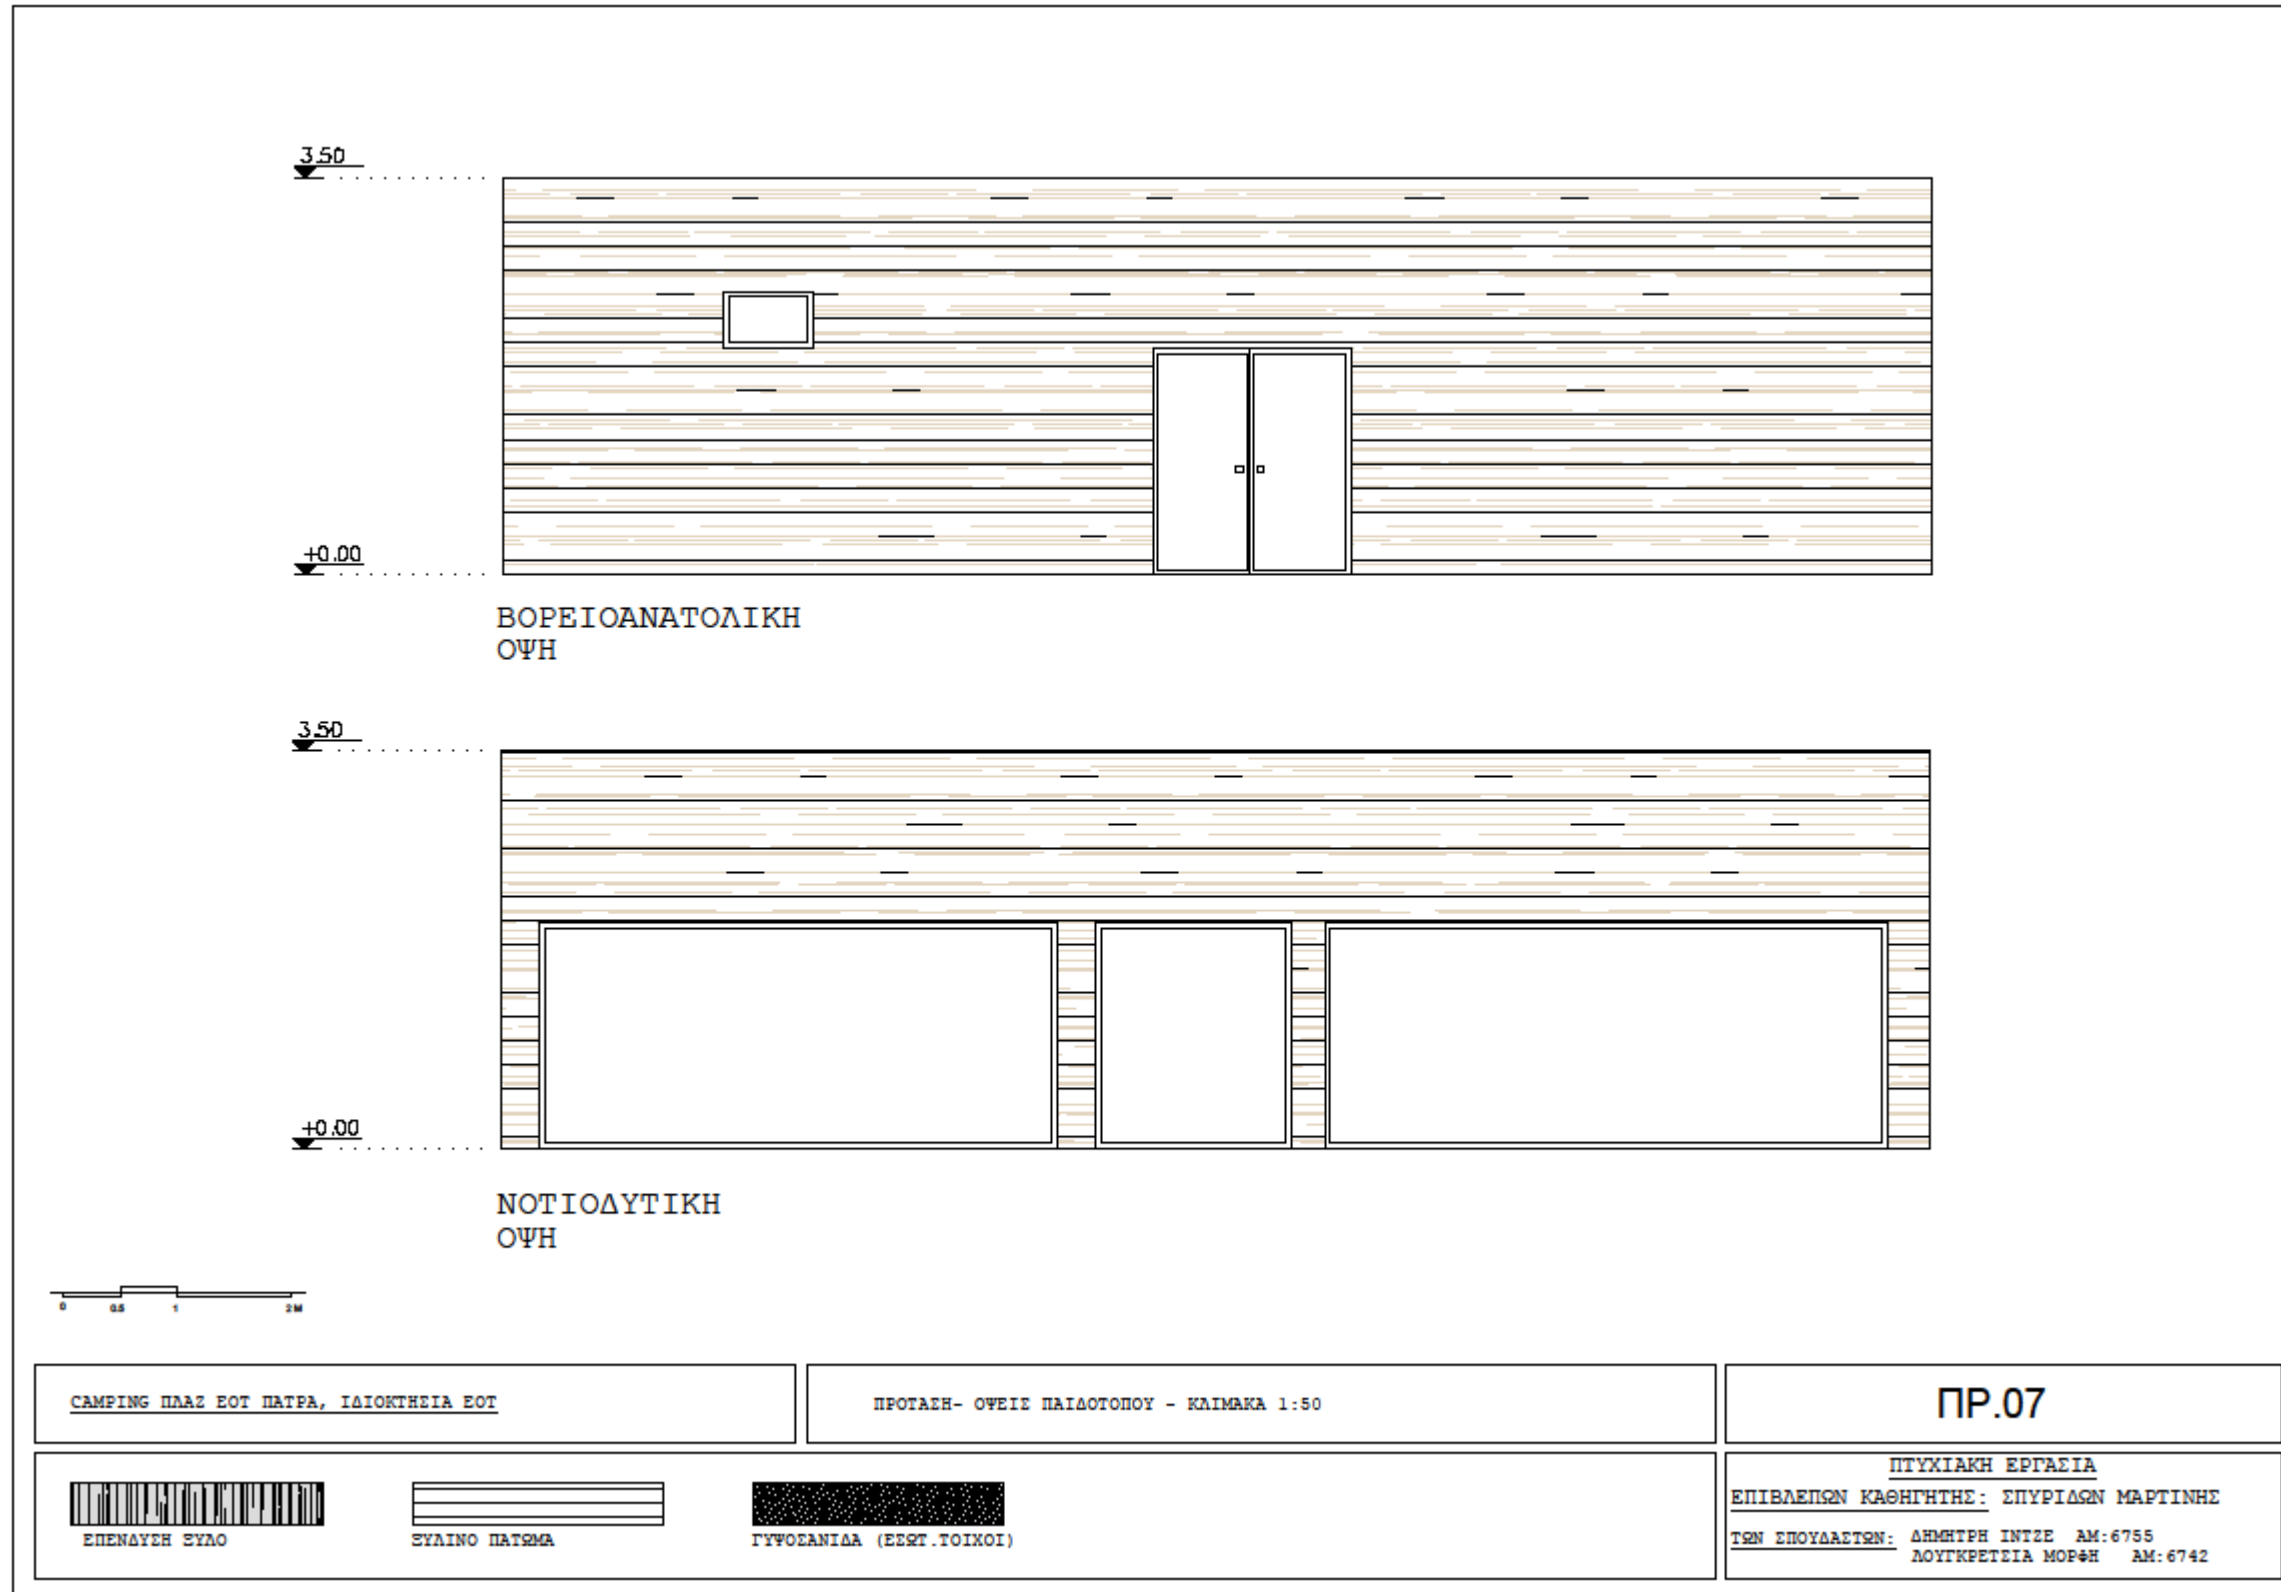 3.50
+0.00
ΒΟΡΕΙΟΑΝΑΤΟΛΙΚΗ
ΟΨΗ
3.50
+0.00
ΝΟΤΙΟΔΥΤΙΚΗ
ΟΨΗ
0 0.5 1 2 M
CAMPING ΠΛΑΖ ΕΟΤ ΠΑΤΡΑ, ΙΔΙΟΚΤΗΣΙΑ ΕΟΤ
ΠΡΟΤΑΣΗ- ΟΨΕΙΣ ΠΑΙΔΟΤΟΠΟΥ - ΚΛΙΜΑΚΑ 1:50
ΠΡ.07
ΕΠΕΝΔΥΣΗ ΞΥΛΟ
ΞΥΛΙΝΟ ΠΑΤΩΜΑ
ΓΥΨΟΣΑΝΙΔΑ (ΕΣΩΤ.ΤΟΙΧΟΙ)
ΠΤΥΧΙΑΚΗ ΕΡΓΑΣΙΑ
ΕΠΙΒΛΕΠΩΝ ΚΑΘΗΓΗΤΗΣ: ΣΠΥΡΙΔΩΝ ΜΑΡΤΙΝΗΣ
ΤΩΝ ΣΠΟΥΔΑΣΤΩΝ: ΔΗΜΗΤΡΗ ΙΝΤΖΕ ΑΜ:6755
ΛΟΥΓΚΡΕΤΣΙΑ ΜΟΡΦΗ ΑΜ:6742